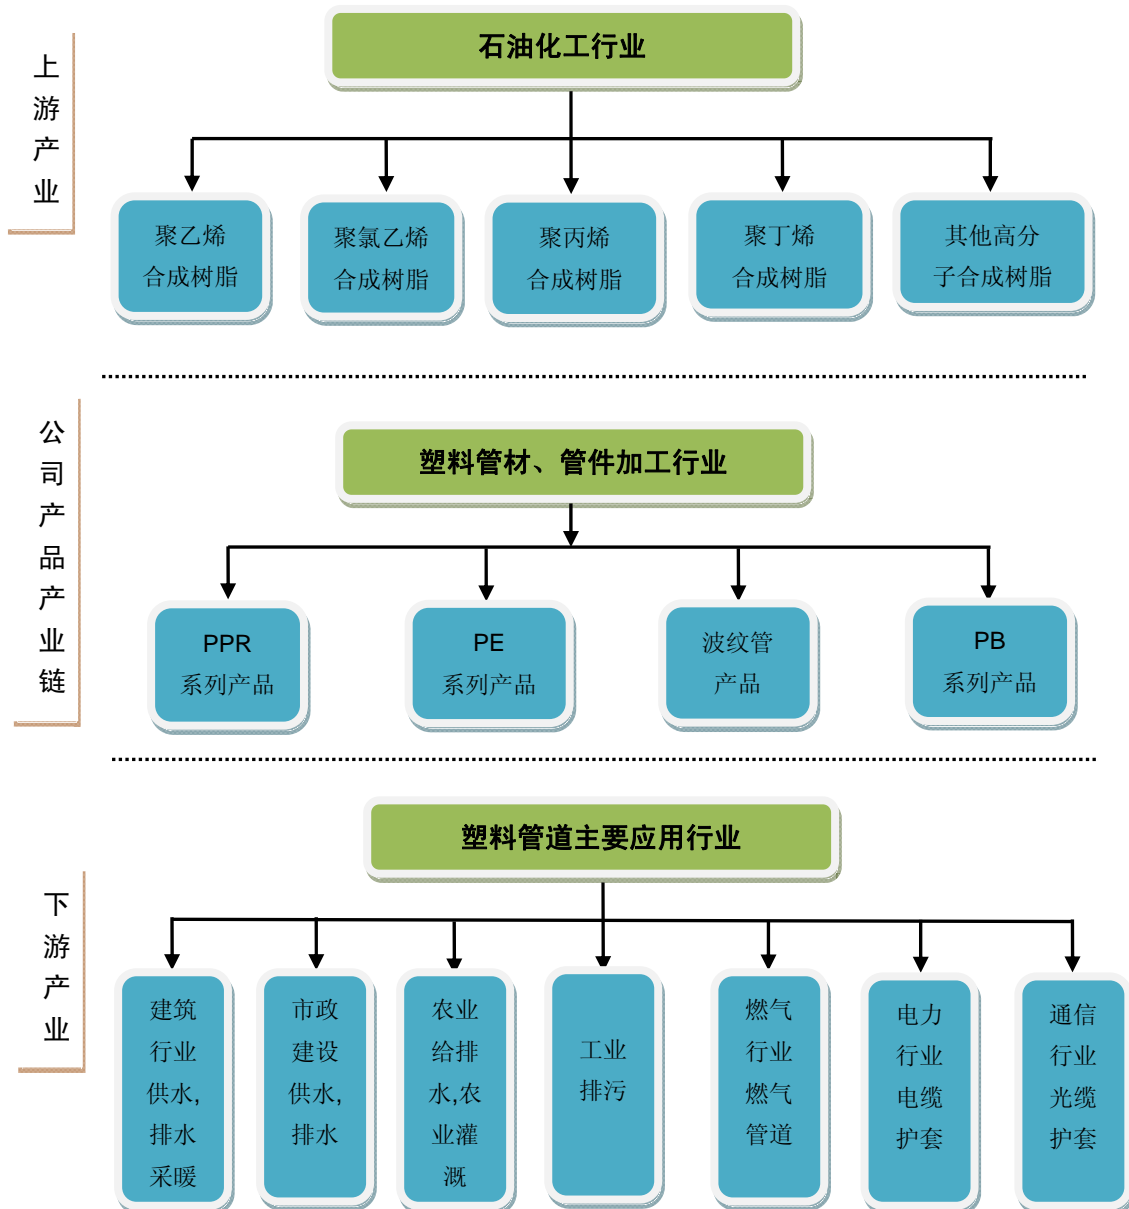 上
游
产
业
石油化工行业
聚乙烯
合成树脂
聚氯乙烯
合成树脂
聚丙烯
合成树脂
聚丁烯
合成树脂
其他高分
子合成树脂
公
司
产
品
产
业
链
塑料管材、管件加工行业
PPR
系列产品
PE
系列产品
波纹管
产品
PB
系列产品
下
游
产
业
塑料管道主要应用行业
建筑
行业
供水,
排水
采暖
市政
建设
供水,
排水
农业
给排
水,农
业灌
溉
工业
排污
燃气
行业
燃气
管道
电力
行业
电缆
护套
通信
行业
光缆
护套